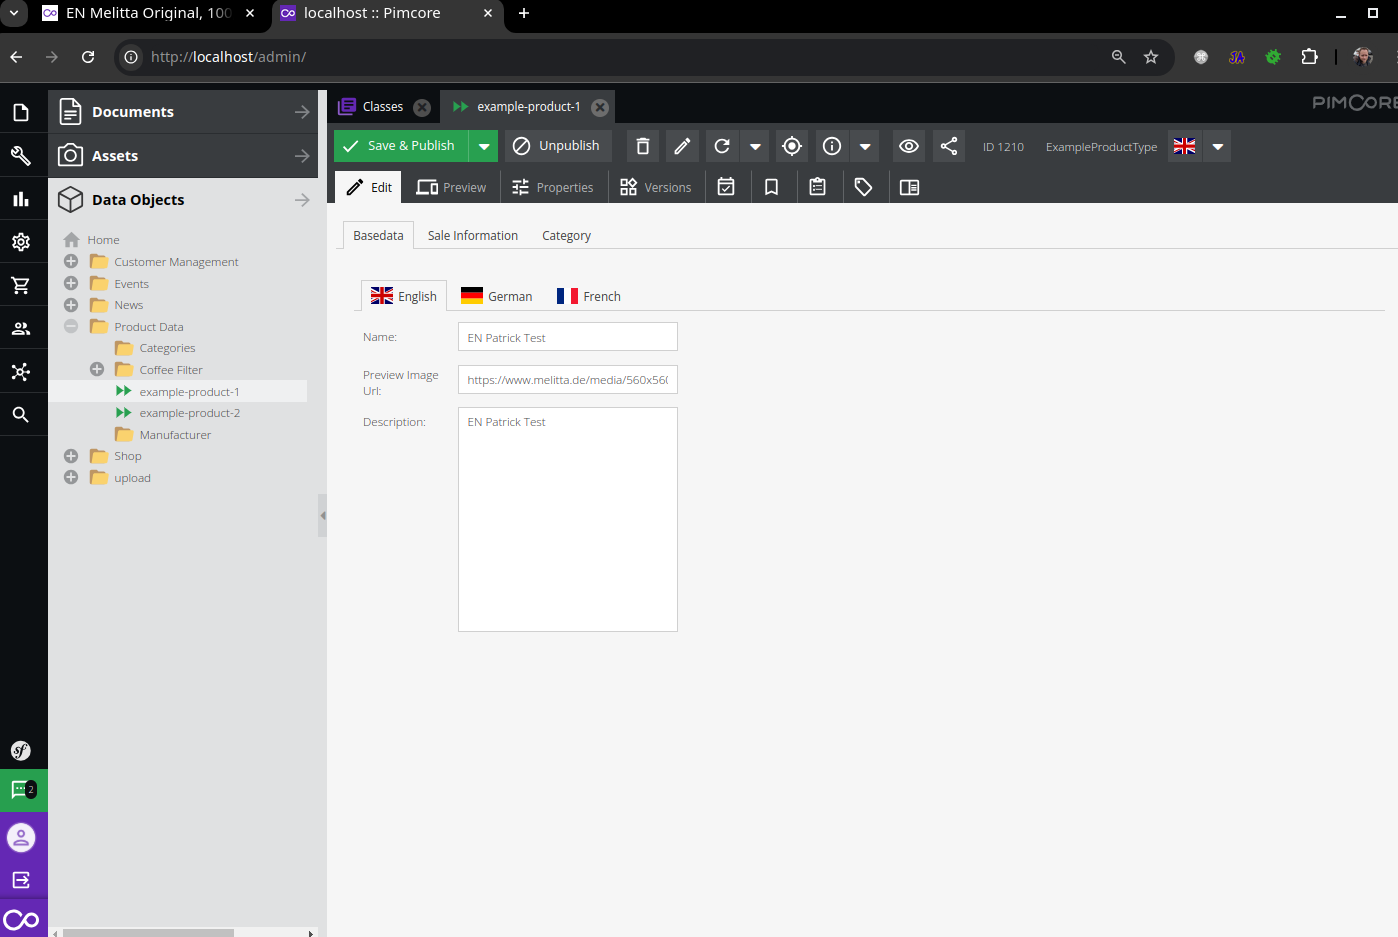 EN Melitta Original, 100
localhost :: Pimcore
http://localhost/admin/
Documents
Assets
Data Objects
Home
Customer Management
Events
News
Product Data
Categories
Coffee Filter
example-product-1
example-product-2
Manufacturer
Shop
upload
sf
2
Classes
example-product-1
PIMCORE
Save & Publish
Unpublish
ID 1210
ExampleProductType
Edit
Preview
Properties
Versions
Basedata
Sale Information
Category
English
German
French
Name:
EN Patrick Test
Preview Image
Url:
https://www.melitta.de/media/560x560
Description:
EN Patrick Test